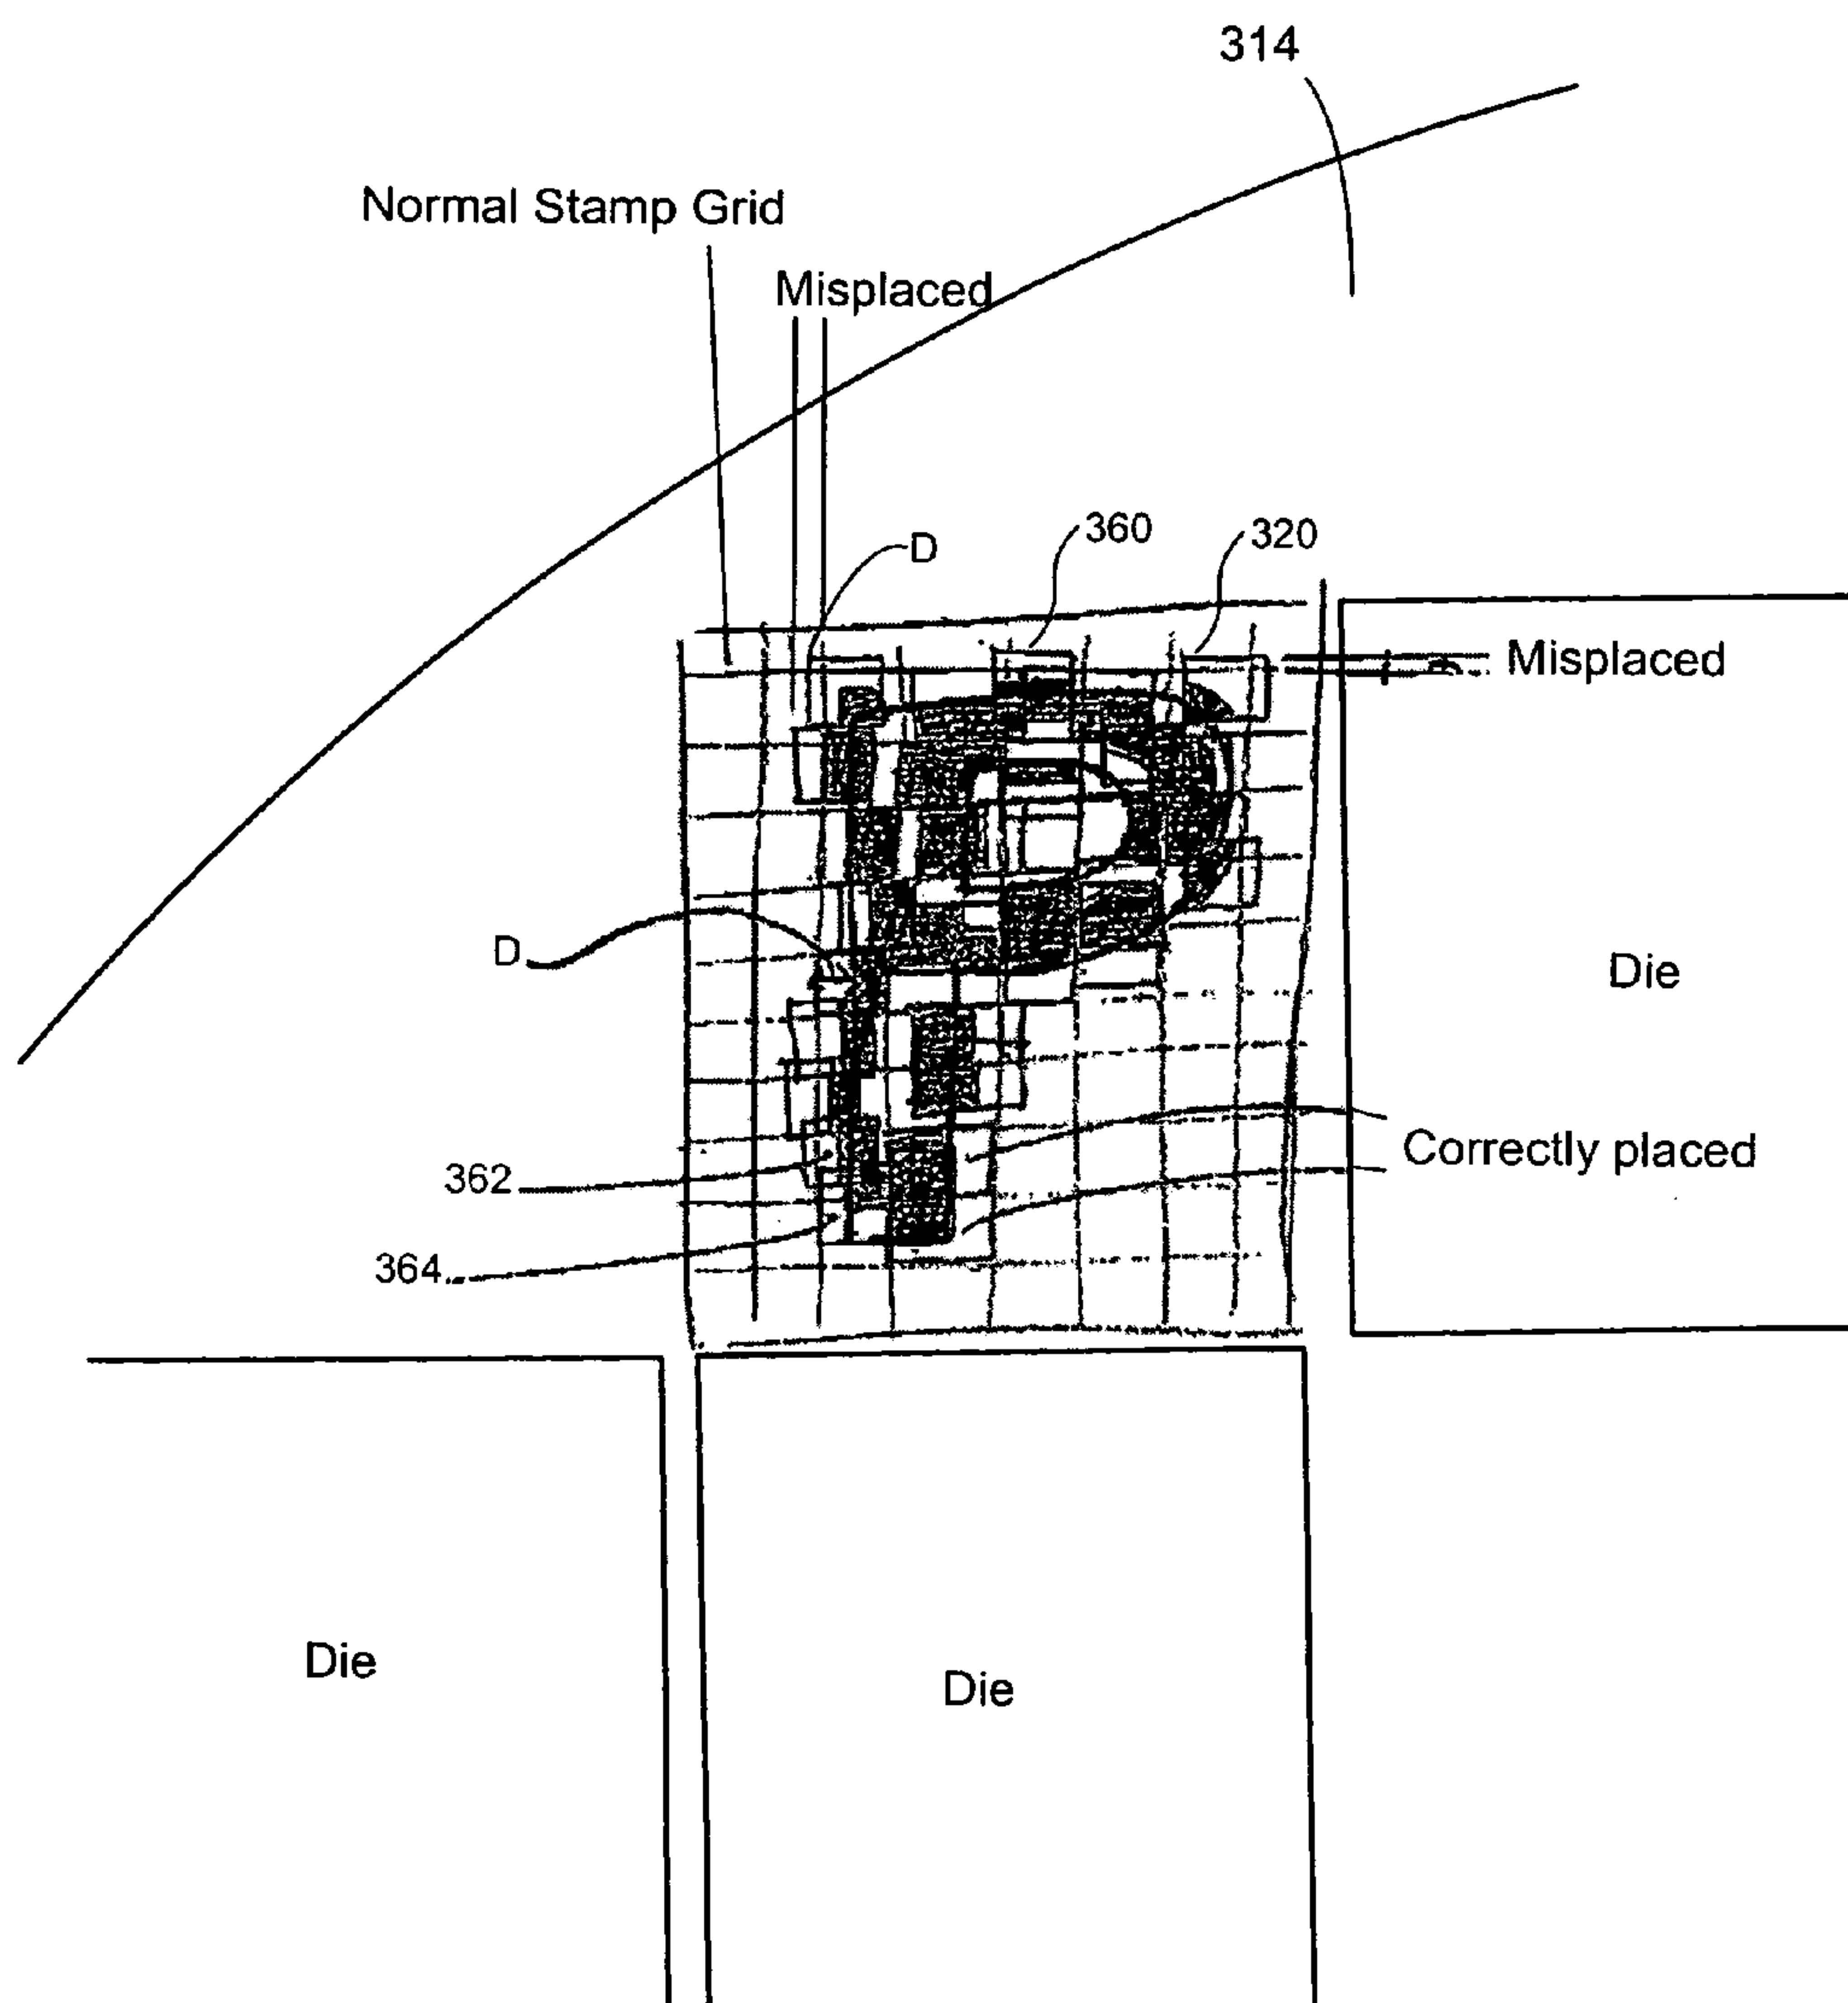 314
Normal Stamp Grid
Misplaced
D
360
320
Misplaced
D
Die
Correctly placed
362
364
Die
Die